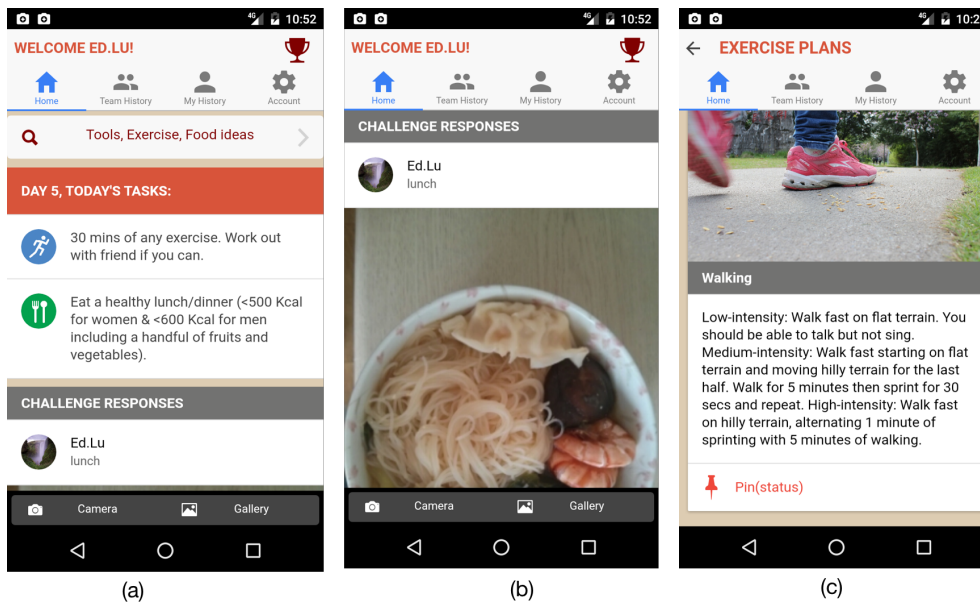 4G 10:52
WELCOME ED.LU!
Home Team History My History Account
Tools, Exercise, Food ideas
DAY 5, TODAY'S TASKS:
30 mins of any exercise. Work out
with friend if you can.
Eat a healthy lunch/dinner (<500 Kcal
for women & <600 Kcal for men
including a handful of fruits and
vegetables).
CHALLENGE RESPONSES
Ed.Lu
lunch
Camera Gallery
(a)
4G 10:52
WELCOME ED.LU!
Home Team History My History Account
CHALLENGE RESPONSES
Ed.Lu
lunch
Camera Gallery
(b)
4G 10:2
EXERCISE PLANS
Home Team History My History Account
Walking
Low-intensity: Walk fast on flat terrain. You
should be able to talk but not sing.
Medium-intensity: Walk fast starting on flat
terrain and moving hilly terrain for the last
half. Walk for 5 minutes then sprint for 30
secs and repeat. High-intensity: Walk fast
on hilly terrain, alternating 1 minute of
sprinting with 5 minutes of walking.
Pin(status)
(c)